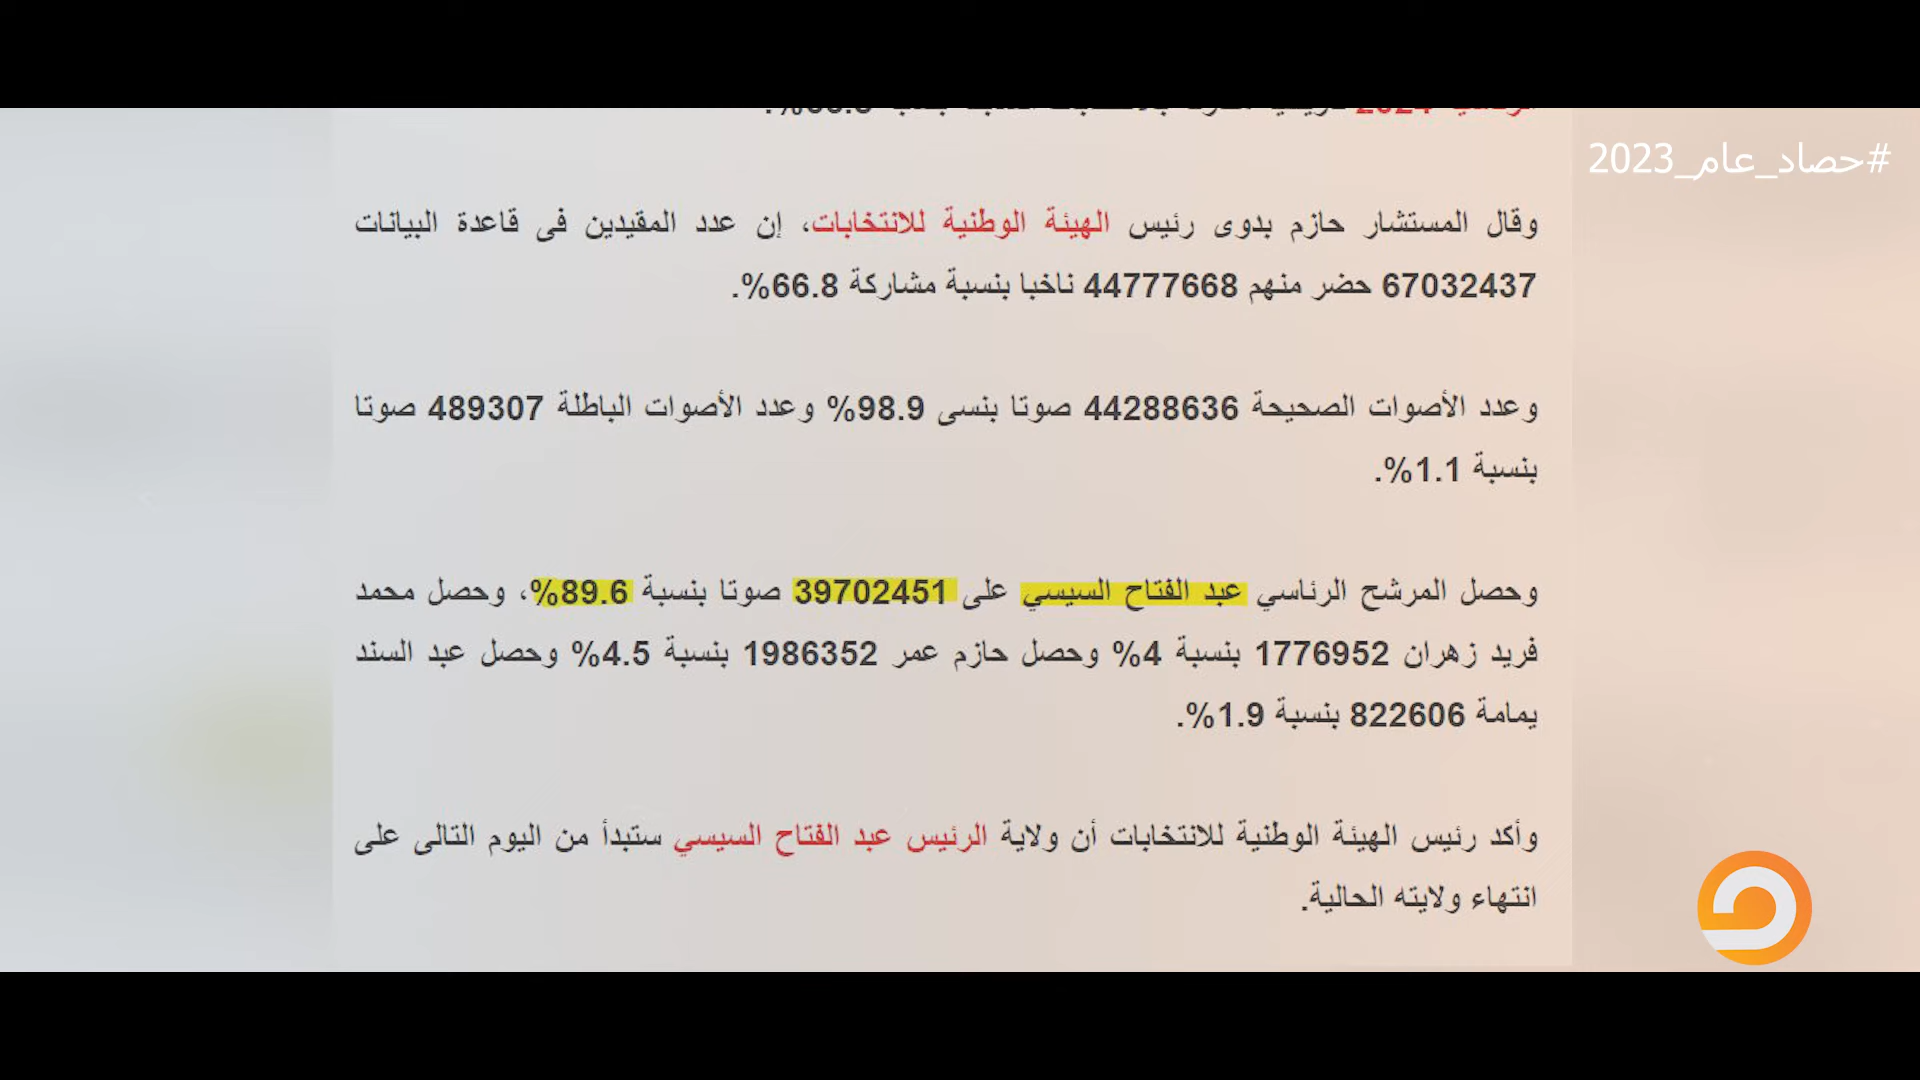 #حصاد_عام_2023
وقال المستشار حازم بدوى رئيس الهيئة الوطنية للانتخابات، إن عدد المقيدين فى قاعدة البيانات
67032437 حضر منهم 44777668 ناخبا بنسبة مشاركة 66.8%.
وعدد الأصوات الصحيحة 44288636 صوتا بنسى 98.9% وعدد الأصوات الباطلة 489307 صوتا
بنسبة 1.1%.
وحصل المرشح الرئاسي عبد الفتاح السيسي على 39702451 صوتا بنسبة 89.6%، وحصل محمد
فريد زهران 1776952 بنسبة 4% وحصل حازم عمر 1986352 بنسبة 4.5% وحصل عبد السند
يمامة 822606 بنسبة 1.9%.
وأكد رئيس الهيئة الوطنية للانتخابات أن ولاية الرئيس عبد الفتاح السيسي ستبدأ من اليوم التالى على
انتهاء ولايته الحالية.